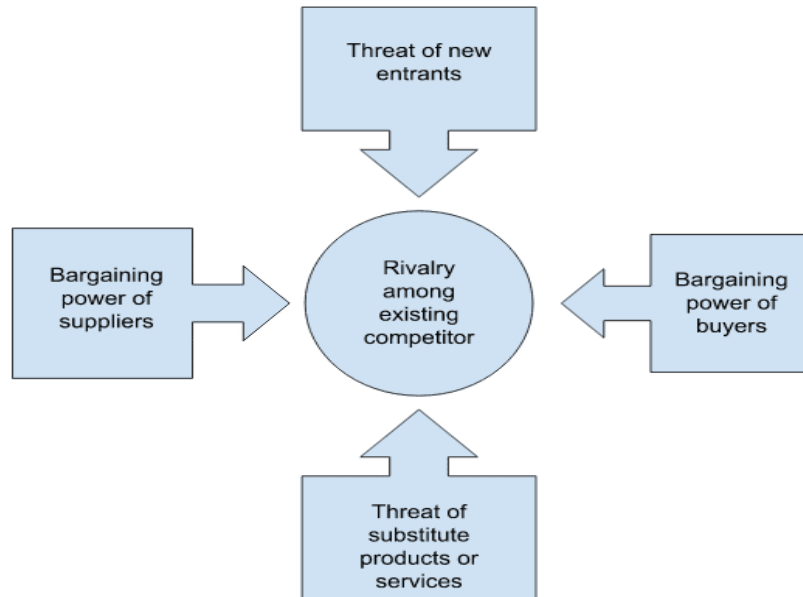 Threat of new
entrants
Bargaining
power of
suppliers
Rivalry
among
existing
competitor
Bargaining
power of
buyers
Threat of
substitute
products or
services